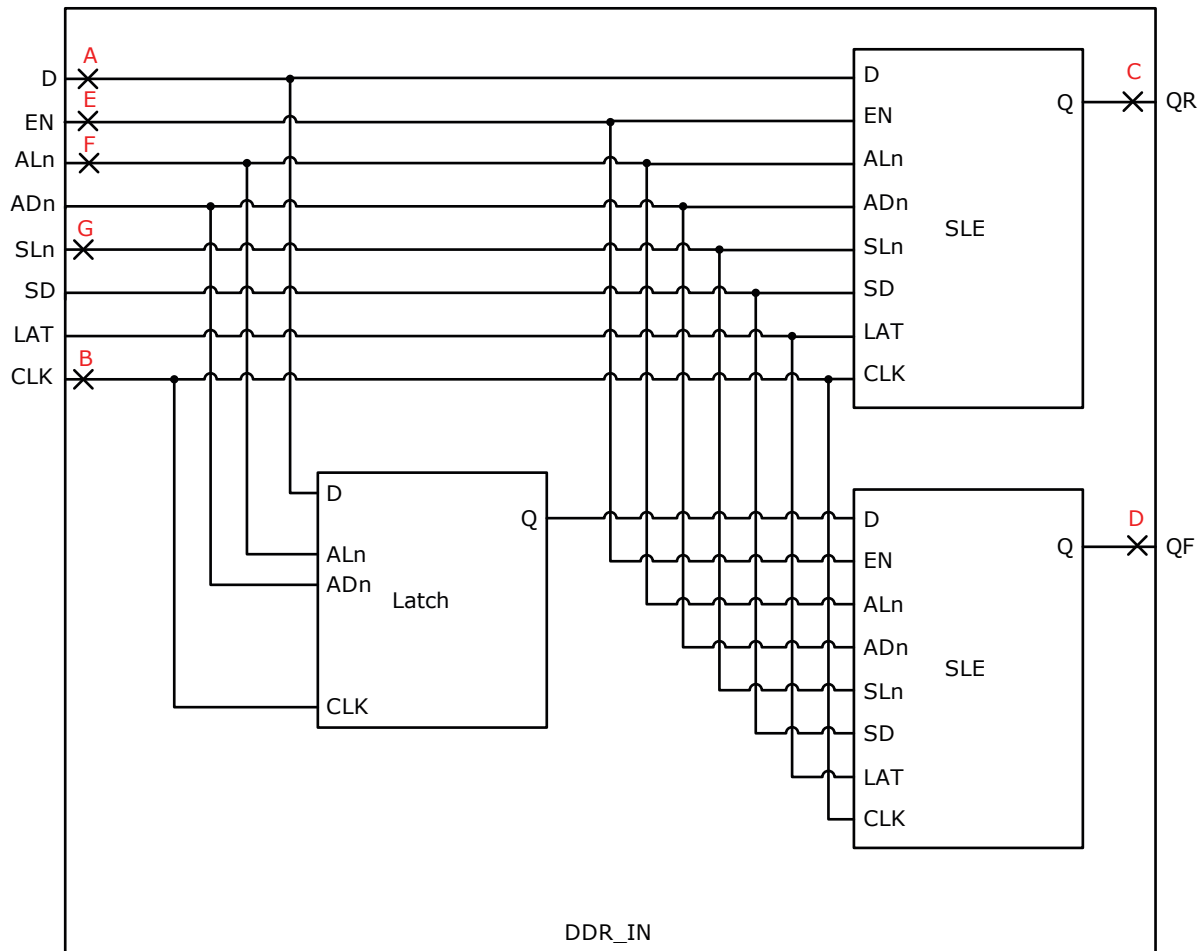 A
D
E
EN
F
ALn
ADn
G
SLn
SD
LAT
B
CLK
D
EN
ALn
ADn
SLn
SD
LAT
CLK
SLE
Q
C
QR
D
ALn
ADn
CLK
Latch
Q
D
EN
ALn
ADn
SLn
SD
LAT
CLK
SLE
Q
D
QF
DDR_IN